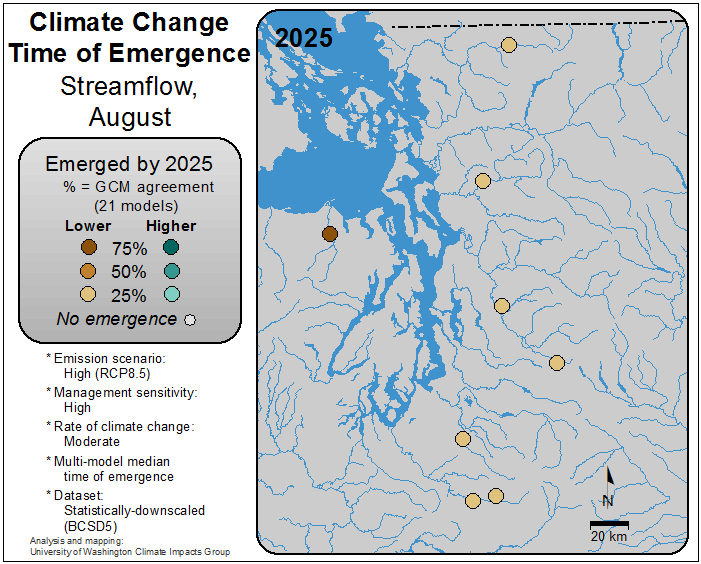 Climate Change
Time of Emergence
Streamflow,
August
Emerged by 2025
% = GCM agreement
(21 models)
Lower Higher
75%
50%
25%
No emergence
* Emission scenario:
High (RCP8.5)
* Management sensitivity:
High
* Rate of climate change:
Moderate
* Multi-model median
time of emergence
* Dataset:
Statistically-downscaled
(BCSD5)
Analysis and mapping:
University of Washington Climate Impacts Group
2025
N
20 km